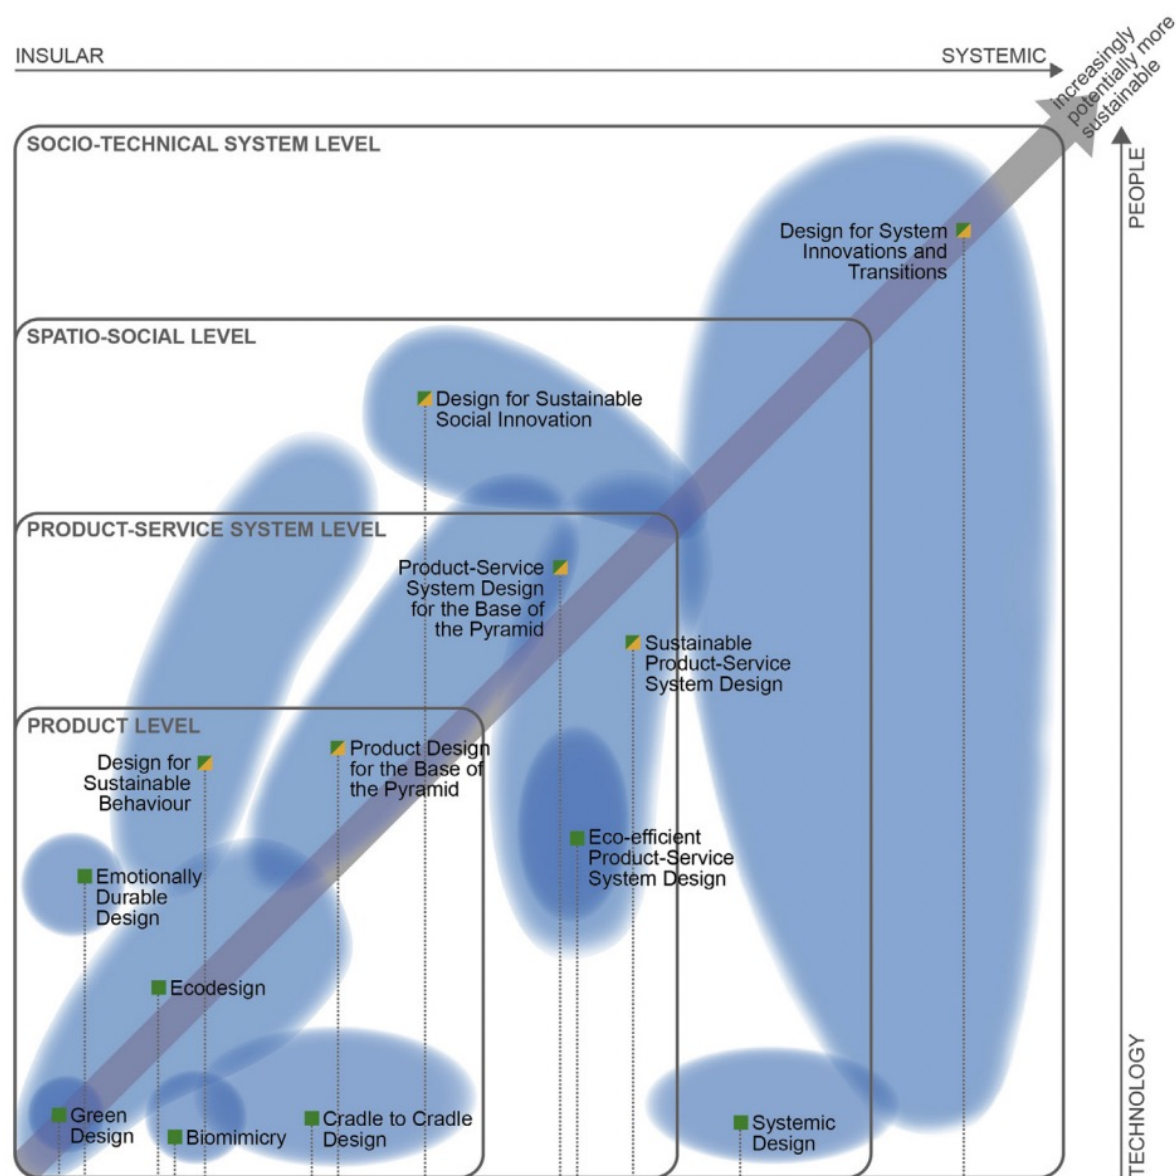 INSULAR
SYSTEMIC
increasingly
potentially more
sustainable
SOCIO-TECHNICAL SYSTEM LEVEL
PEOPLE
Design for System
Innovations and
Transitions
SPATIO-SOCIAL LEVEL
Design for Sustainable
Social Innovation
PRODUCT-SERVICE SYSTEM LEVEL
Product-Service
System Design
for the Base of
the Pyramid
Sustainable
Product-Service
System Design
PRODUCT LEVEL
Design for
Sustainable
Behaviour
Product Design
for the Base of
the Pyramid
Eco-efficient
Product-Service
System Design
Emotionally
Durable
Design
Ecodesign
Green
Design
Biomimicry
Cradle to Cradle
Design
Systemic
Design
TECHNOLOGY